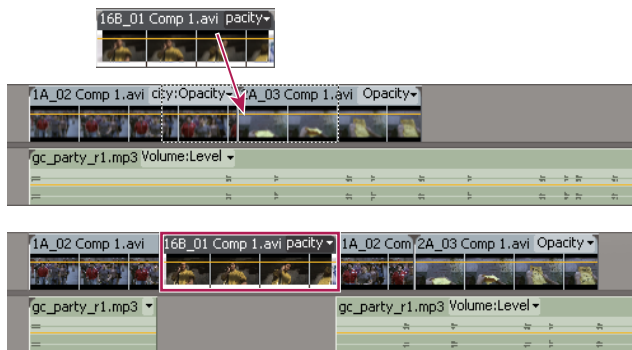 16B_01 Comp 1.avi pacity
1A_02 Comp 1.avi city:Opacity A_03 Comp 1.avi Opacity
gc_party_r1.mp3 Volume:Level
1A_02 Comp 1.avi 16B_01 Comp 1.avi pacity 1A_02 Com 2A_03 Comp 1.avi Opacity
gc_party_r1.mp3 gc_party_r1.mp3 Volume:Level